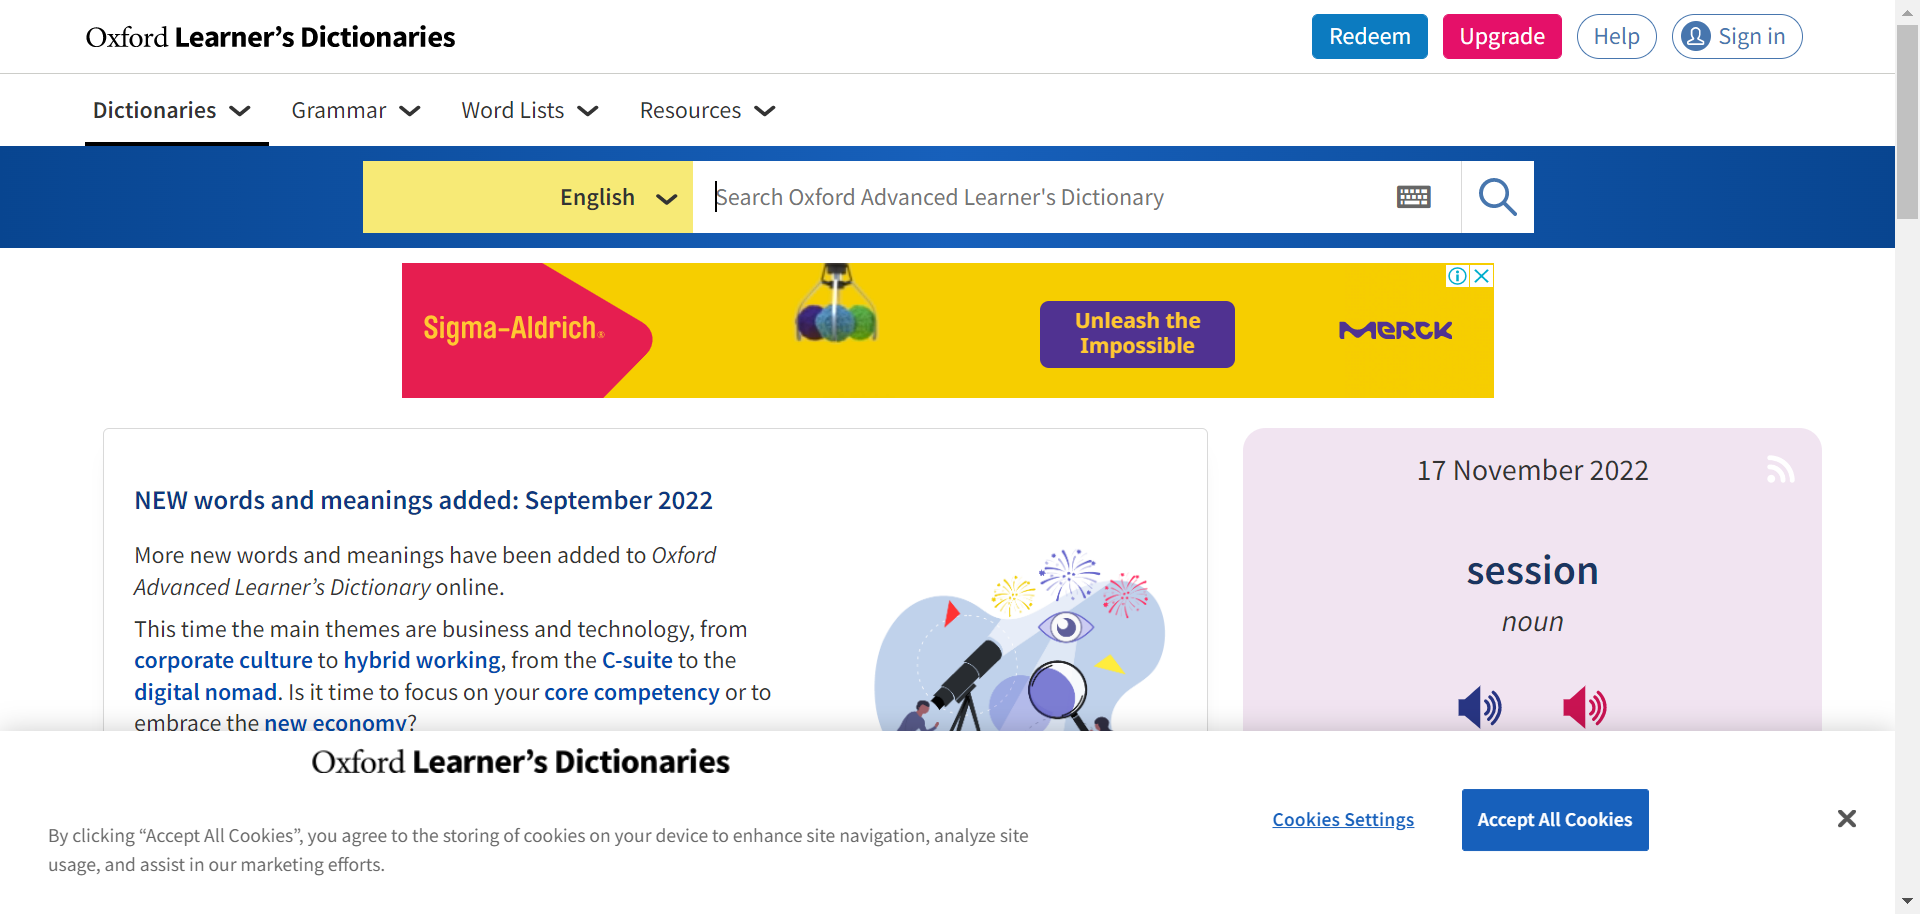 Oxford Learner’s Dictionaries
Redeem
Upgrade
Help
Sign in
Dictionaries
Grammar
Word Lists
Resources
English
Search Oxford Advanced Learner's Dictionary
Sigma-Aldrich®
Unleash the
Impossible
MERCK
NEW words and meanings added: September 2022
More new words and meanings have been added to Oxford
Advanced Learner’s Dictionary online.
This time the main themes are business and technology, from
corporate culture to hybrid working, from the C-suite to the
digital nomad. Is it time to focus on your core competency or to
embrace the new economy?
17 November 2022
session
noun
Oxford Learner’s Dictionaries
By clicking “Accept All Cookies”, you agree to the storing of cookies on your device to enhance site navigation, analyze site
usage, and assist in our marketing efforts.
Cookies Settings
Accept All Cookies